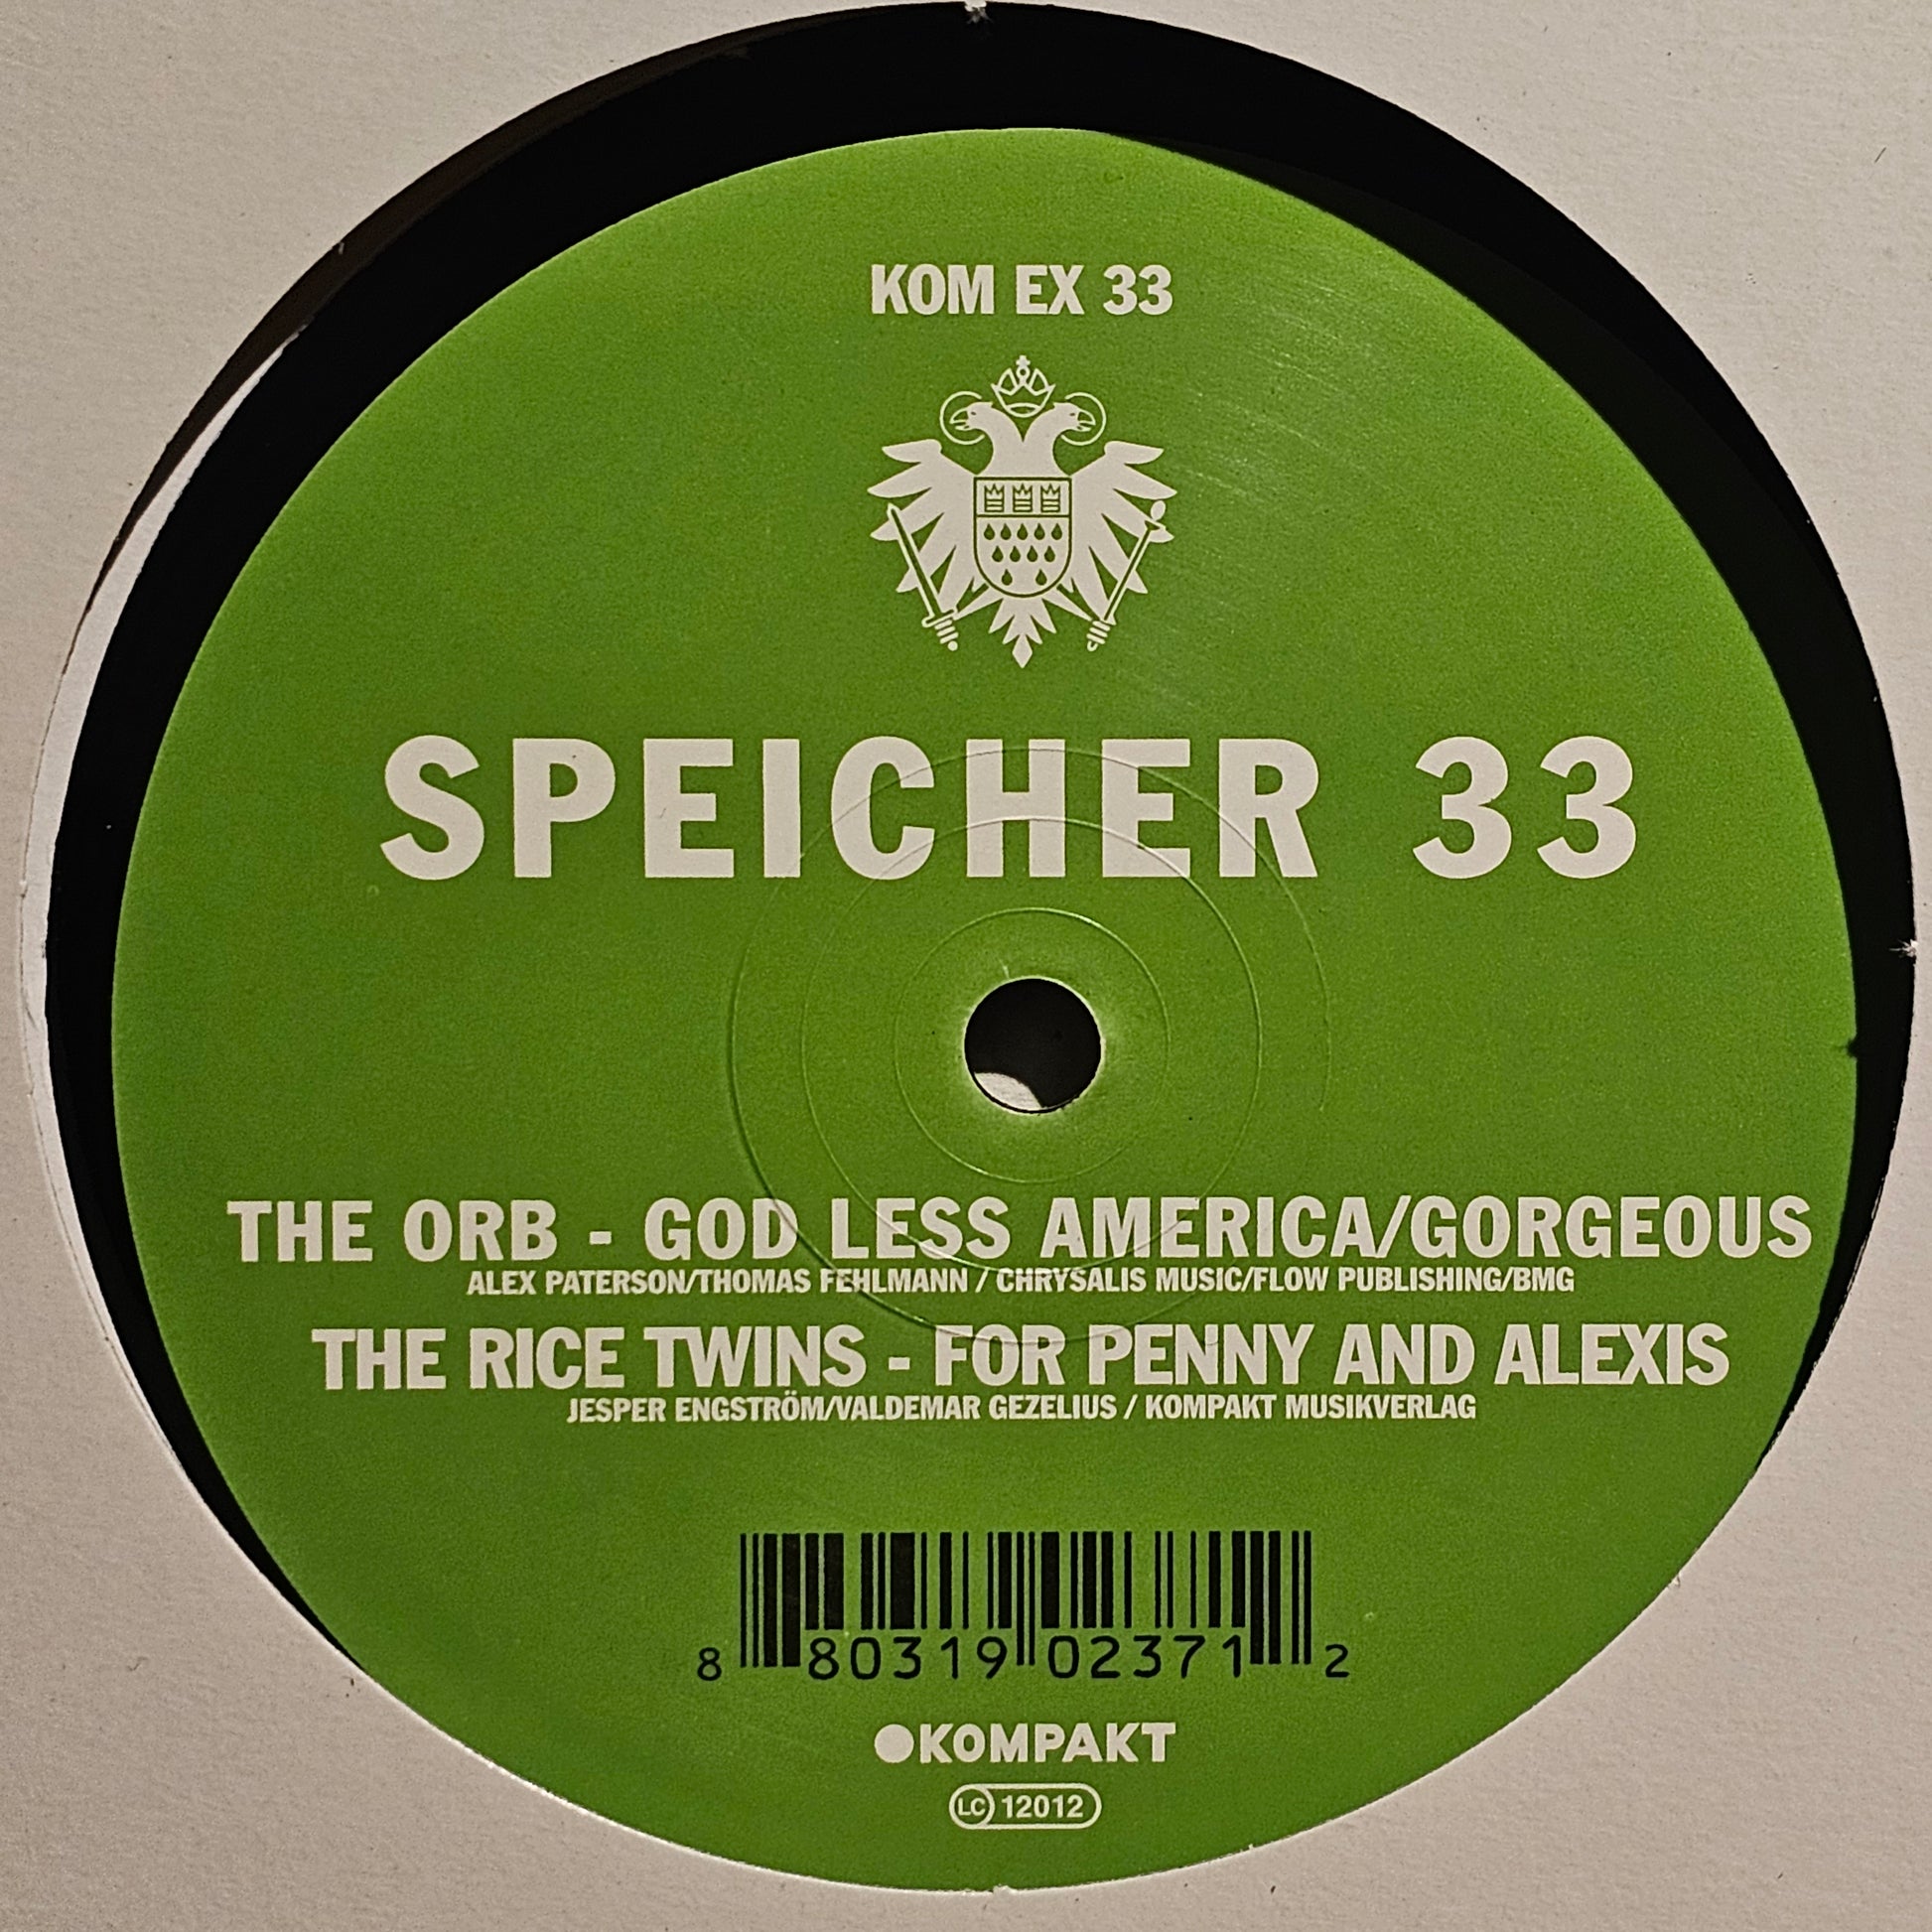 KOM EX 33
SPEICHER 33
THE ORB - GOD LESS AMERICA/GORGEOUS
ALEX PATERSON/THOMAS FEHLMANN / CHRYSALIS MUSIC/FLOW PUBLISHING/BMG
THE RICE TWINS - FOR PENNY AND ALEXIS
JESPER ENGSTRÖM/VALDEMAR GEZELIUS / KOMPAKT MUSIKVERLAG
8 80319 02371 2
KOMPAKT
LC 12012